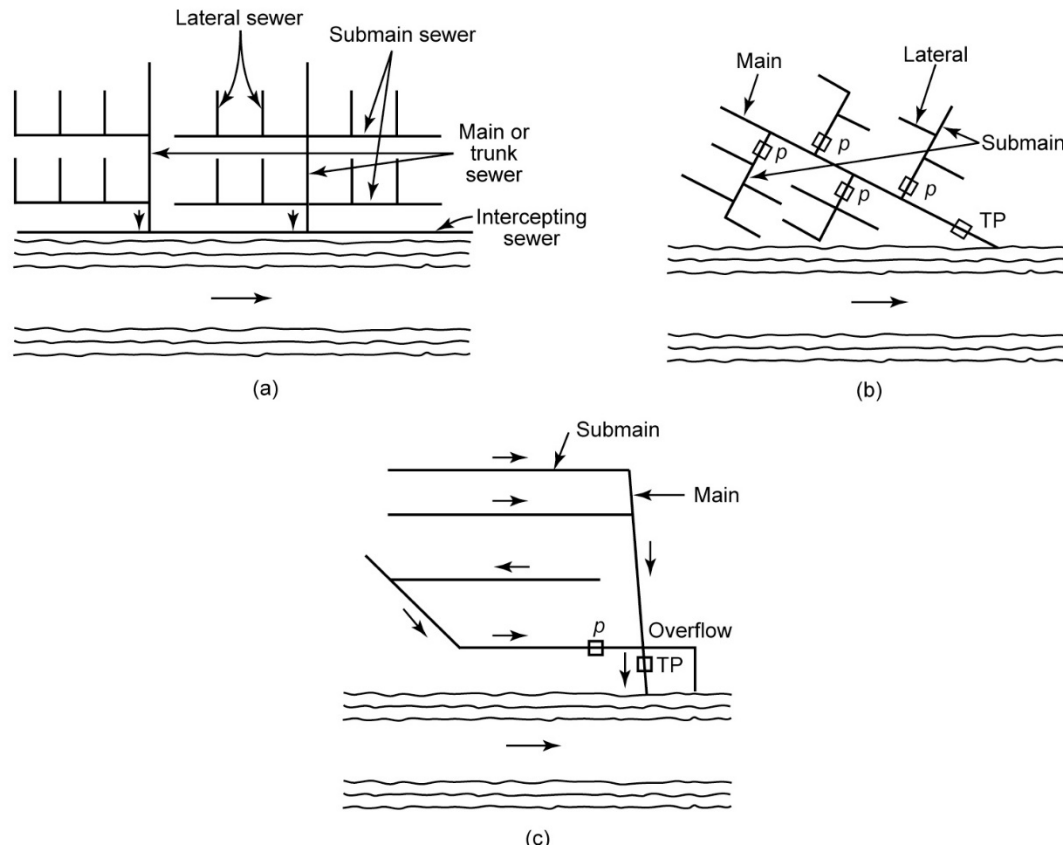 Lateral sewer
Submain sewer
Main or
trunk
sewer
Intercepting
sewer
(a)
Main
Lateral
Submain
p
p
p
p
TP
(b)
Submain
Main
p
Overflow
TP
(c)